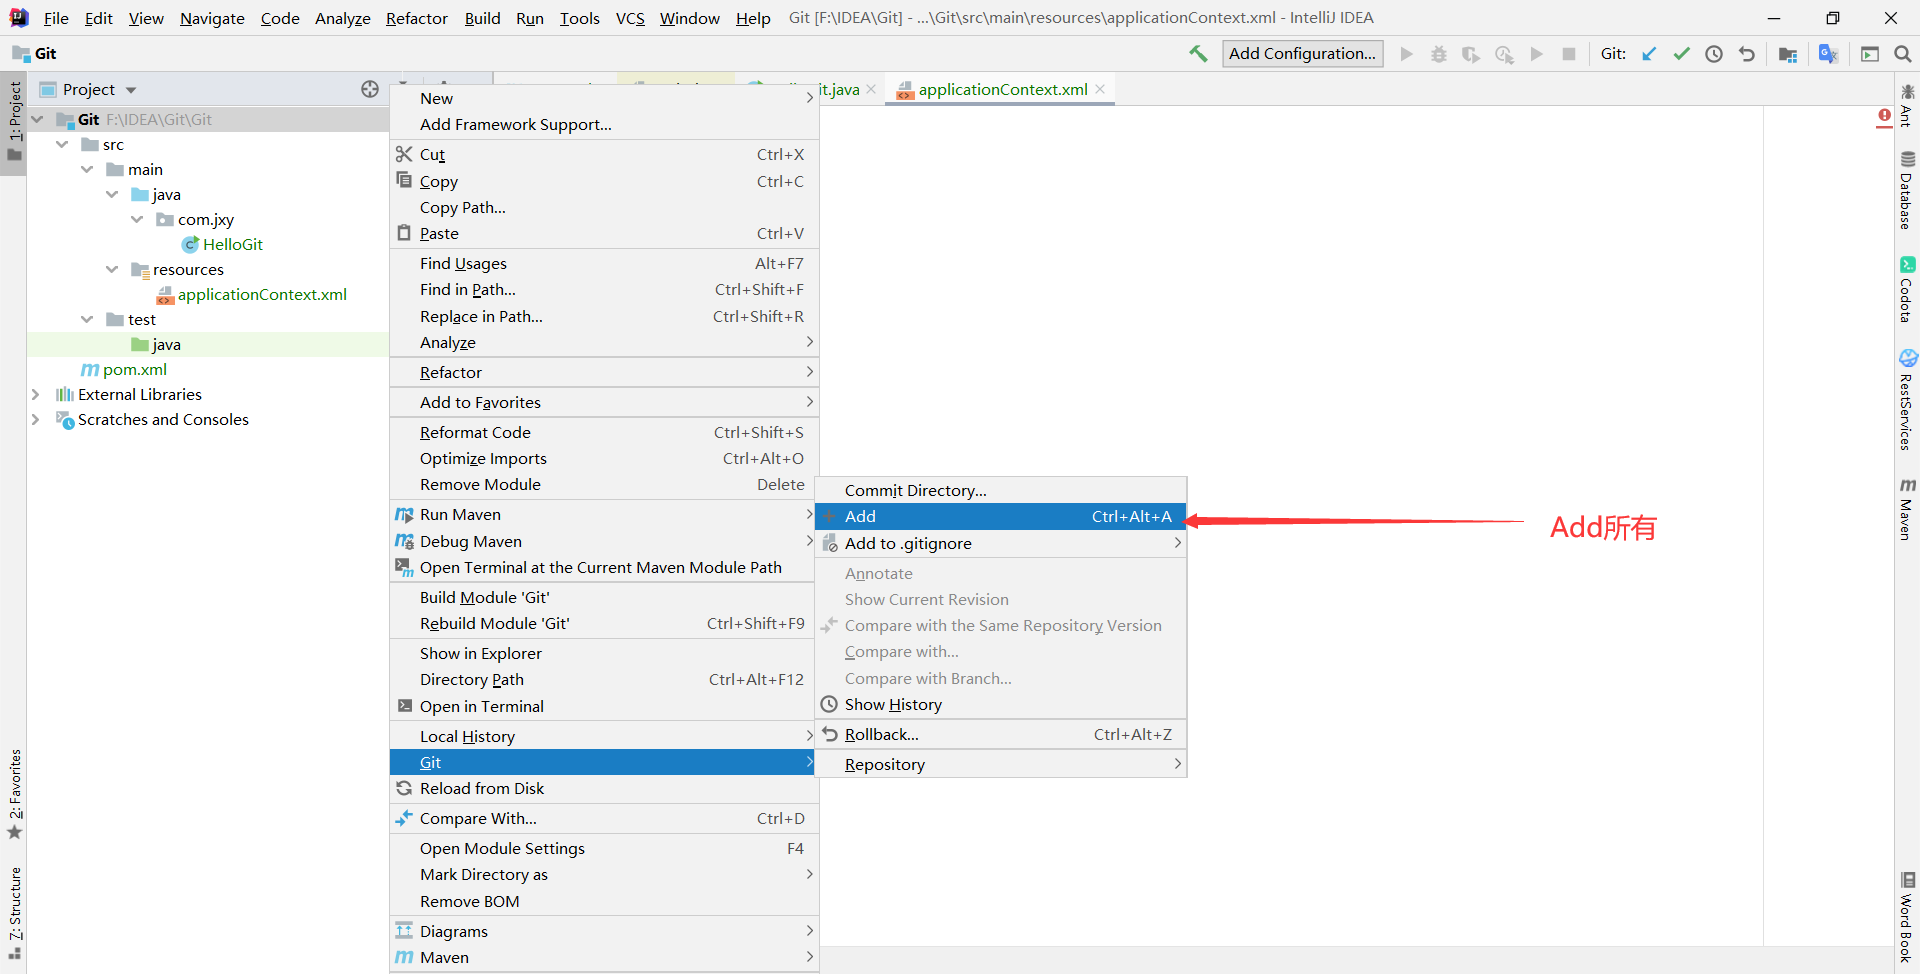 File Edit View Navigate Code Analyze Refactor Build Run Tools VCS Window Help Git [F:\IDEA\Git] - ...\Git\src\main\resources\applicationContext.xml - IntelliJ IDEA
Git
Add Configuration...
Git:
Project
it.java
applicationContext.xml
1: Project
Git F:\IDEA\Git\Git
src
main
java
com.jxy
HelloGit
resources
applicationContext.xml
test
java
pom.xml
External Libraries
Scratches and Consoles
2: Favorites
7: Structure
New
Add Framework Support...
Cut Ctrl+X
Copy Ctrl+C
Copy Path...
Paste Ctrl+V
Find Usages Alt+F7
Find in Path... Ctrl+Shift+F
Replace in Path... Ctrl+Shift+R
Analyze
Refactor
Add to Favorites
Reformat Code Ctrl+Shift+S
Optimize Imports Ctrl+Alt+O
Remove Module Delete
Run Maven
Debug Maven
Open Terminal at the Current Maven Module Path
Build Module 'Git'
Rebuild Module 'Git' Ctrl+Shift+F9
Show in Explorer
Directory Path Ctrl+Alt+F12
Open in Terminal
Local History
Git
Reload from Disk
Compare With... Ctrl+D
Open Module Settings F4
Mark Directory as
Remove BOM
Diagrams
Maven
Commit Directory...
Add Ctrl+Alt+A
Add to .gitignore
Annotate
Show Current Revision
Compare with the Same Repository Version
Compare with...
Compare with Branch...
Show History
Rollback... Ctrl+Alt+Z
Repository
Add所有
Ant
Database
Codota
RestServices
Maven
Word Book